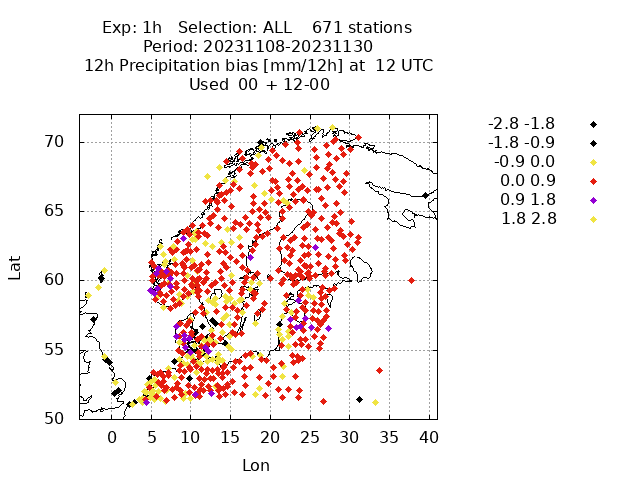 Exp: 1h   Selection: ALL    671 stations
Period: 20231108-20231130
12h Precipitation bias [mm/12h] at  12 UTC
Used  00 + 12-00
-2.8 -1.8
-1.8 -0.9
-0.9 0.0
0.0 0.9
0.9 1.8
1.8 2.8
70
65
60
55
50
Lat
0 5 10 15 20 25 30 35 40
Lon